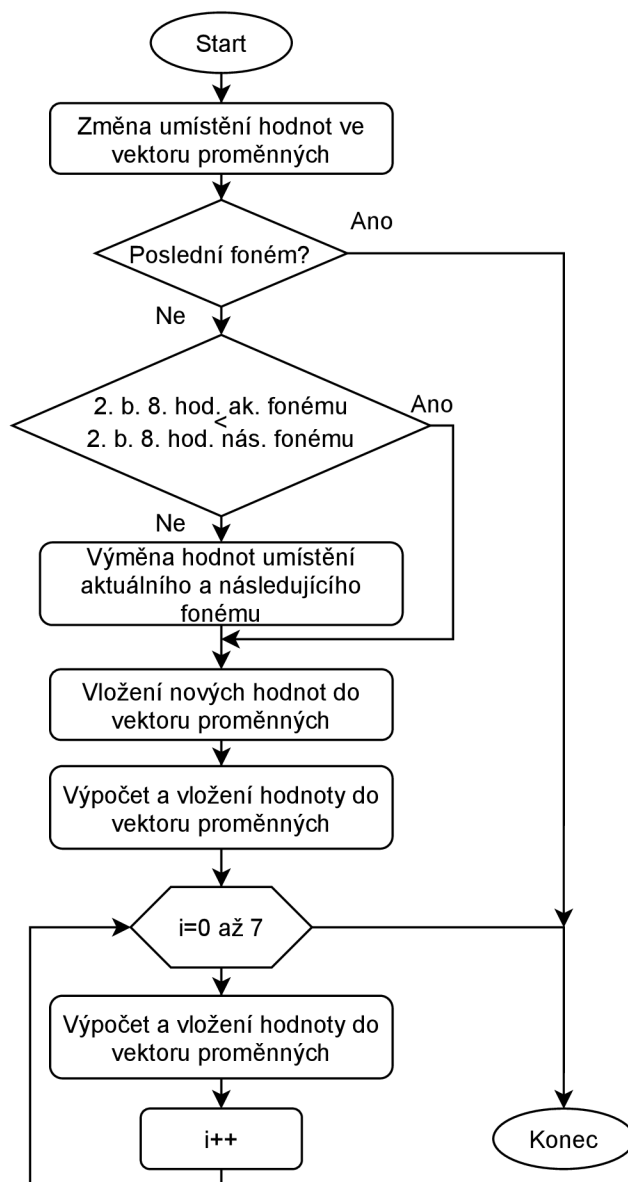 Start
Změna umístění hodnot ve
vektoru proměnných
Ano
Poslední foném?
Ne
2. b. 8. hod. ak. fonému
<
2. b. 8. hod. nás. fonému
Ano
Ne
Výměna hodnot umístění
aktuálního a následujícího
fonému
Vložení nových hodnot do
vektoru proměnných
Výpočet a vložení hodnoty do
vektoru proměnných
i=0 až 7
Výpočet a vložení hodnoty do
vektoru proměnných
i++
Konec